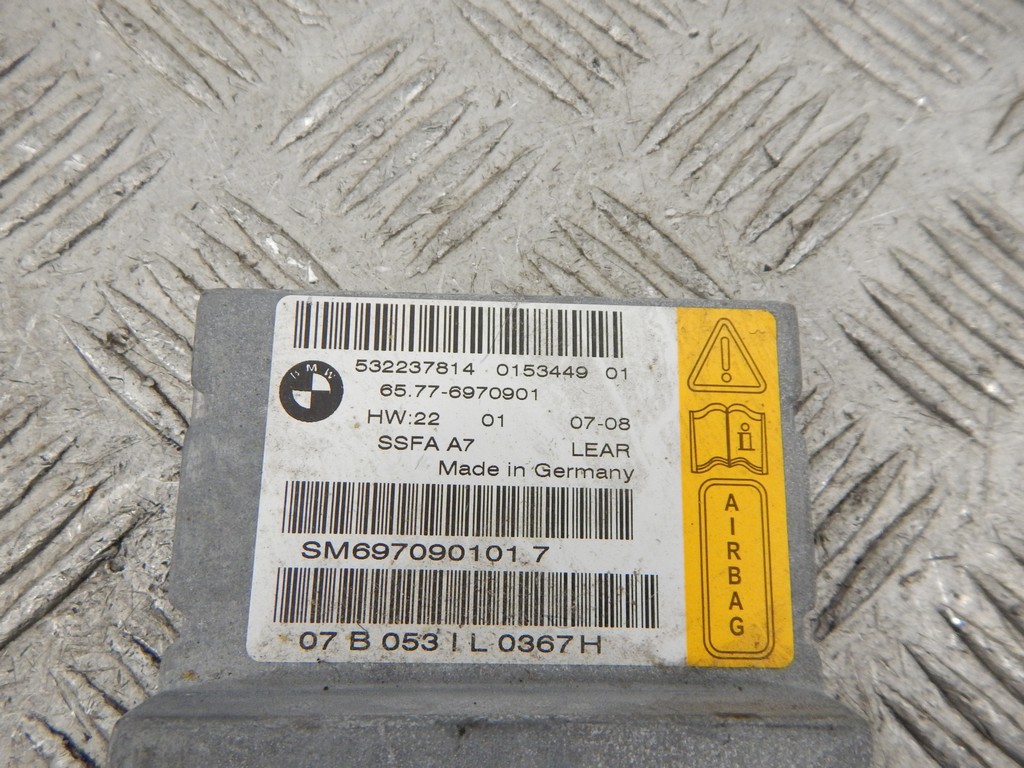 532237814 0153449 01
BMW
65.77-6970901
HW:22 01 07-08
SSFA A7 LEAR
Made in Germany
SM697090101 7
07 B 053 I L 0367 H
!
i
AIRBAG